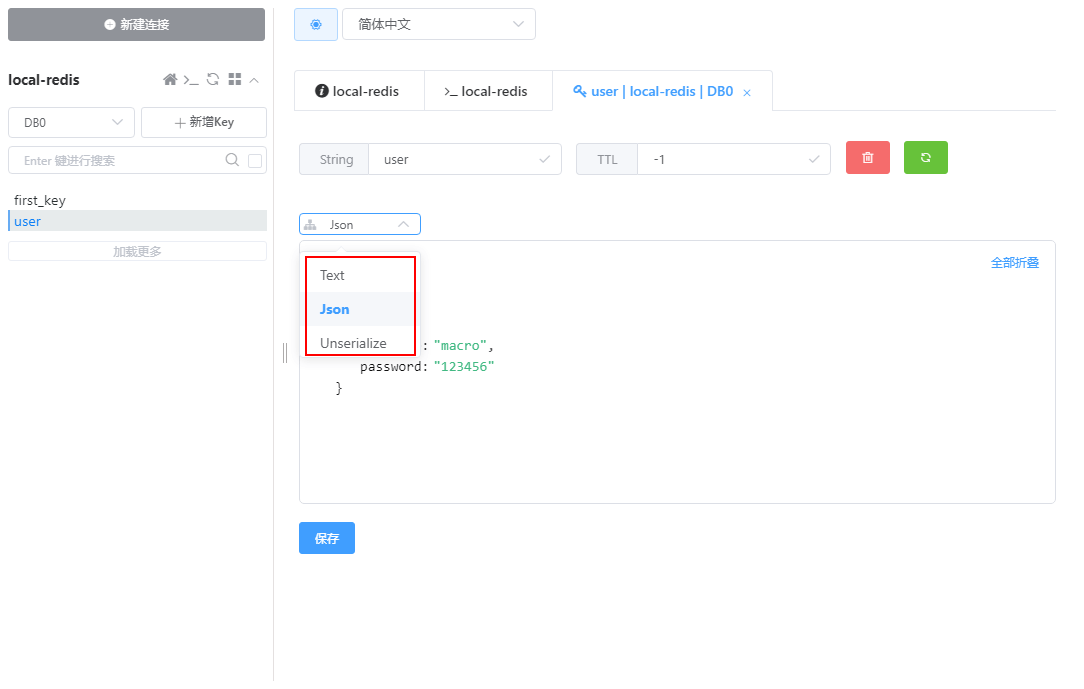 新建连接
简体中文
local-redis
local-redis
>_ local-redis
user | local-redis | DB0 ×
DB0
+ 新增Key
Enter 键进行搜索
String user
TTL -1
first_key
user
加载更多
Json
全部折叠
Text
Json
Unserialize
: "macro",
password: "123456"
}
保存